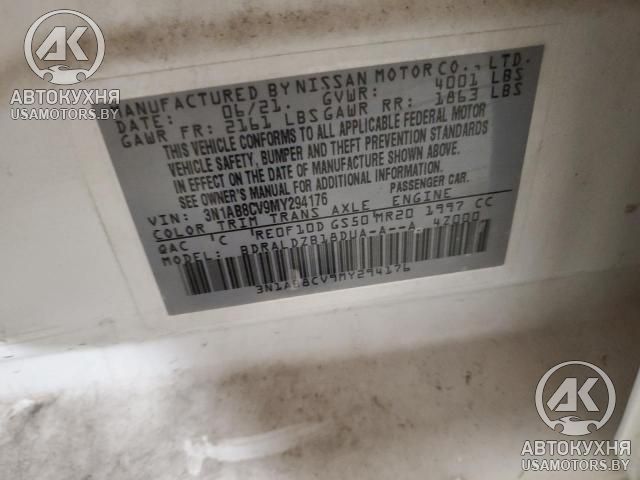 АК
АВТОКУХНЯ
USAMOTORS.BY
MANUFACTURED BY NISSAN MOTOR CO., LTD.
DATE: 06/21. GVWR: 4001 LBS
GAWR FR: 2161 LBS GAWR RR: 1863 LBS
THIS VEHICLE CONFORMS TO ALL APPLICABLE FEDERAL MOTOR
VEHICLE SAFETY, BUMPER AND THEFT PREVENTION STANDARDS
IN EFFECT ON THE DATE OF MANUFACTURE SHOWN ABOVE.
SEE OWNER'S MANUAL FOR ADDITIONAL INFORMATION.
VIN: 3N1AB8CV9MY294176 PASSENGER CAR.
COLOR TRIM TRANS AXLE ENGINE
QAC 'C 'RE0F10D GS50'MR20 1997 CC
MODEL: BDRALDZB18DUA-A--A 47000
3N1AB8CV9MY294176
АК
АВТОКУХНЯ
USAMOTORS.BY